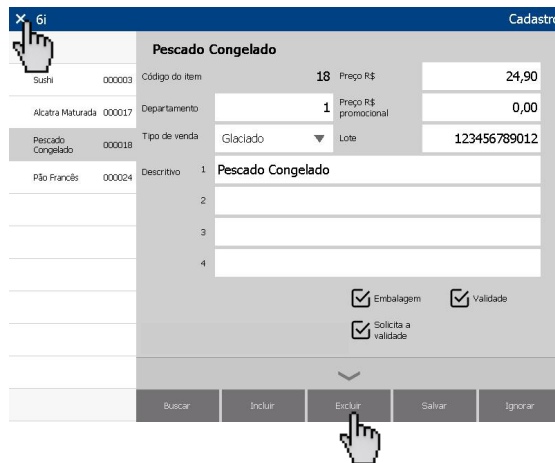 × 6i Cadastro
Pescado Congelado
Sushi 000003
Alcatra Maturada 000017
Pescado Congelado 000018
Pão Francês 000024
Código do item 18 Preço R$ 24,90
Departamento 1 Preço R$ promocional 0,00
Tipo de venda Glaciado Lote 123456789012
Descritivo 1 Pescado Congelado
2
3
4
Embalagem Validade
Solicita a validade
Buscar Incluir Excluir Salvar Ignorar